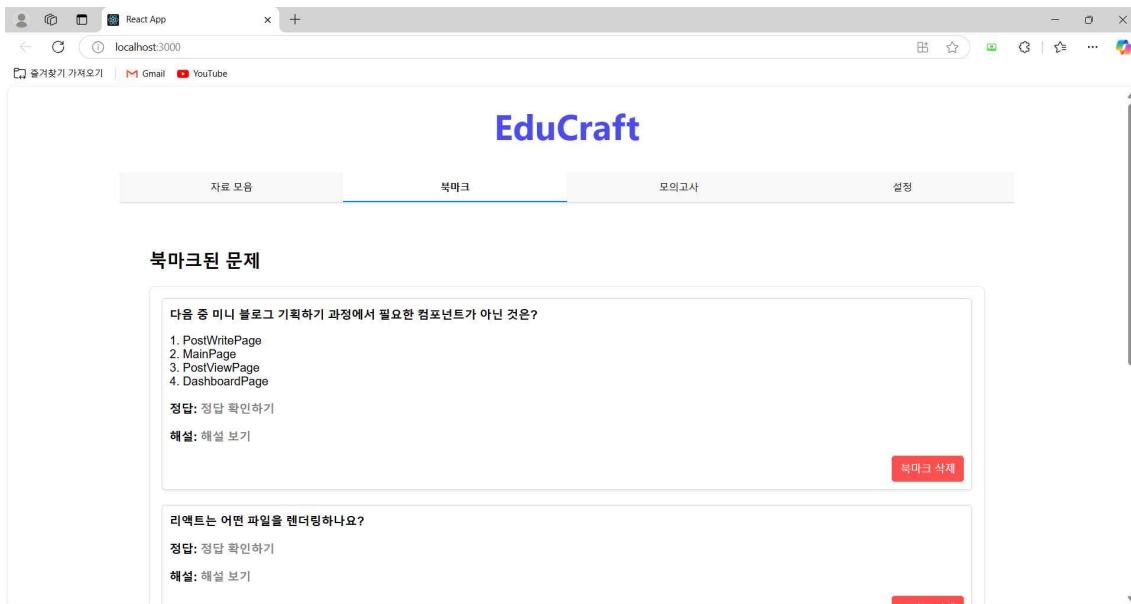 React App
localhost:3000
즐겨찾기 가져오기 Gmail YouTube
EduCraft
자료 모음 북마크 모의고사 설정
북마크된 문제
다음 중 미니 블로그 기획하기 과정에서 필요한 컴포넌트가 아닌 것은?
1. PostWritePage
2. MainPage
3. PostViewPage
4. DashboardPage
정답: 정답 확인하기
해설: 해설 보기
북마크 삭제
리액트는 어떤 파일을 렌더링하나요?
정답: 정답 확인하기
해설: 해설 보기